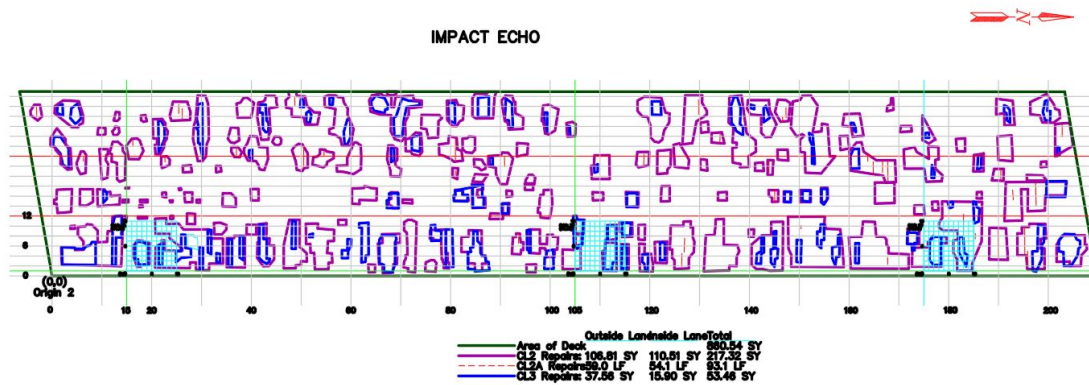 N
IMPACT ECHO
12
6
0
(0,0)
Origin 2
0 15 20 40 60 80 100 105 120 140 160 180 200
Outside Lane Inside Lane Total
Area of Deck 860.54 SY
CL2 Repairs: 106.81 SY 110.51 SY 217.32 SY
CL2A Repairs 59.0 LF 54.1 LF 93.1 LF
CL3 Repairs: 37.56 SY 15.90 SY 53.46 SY